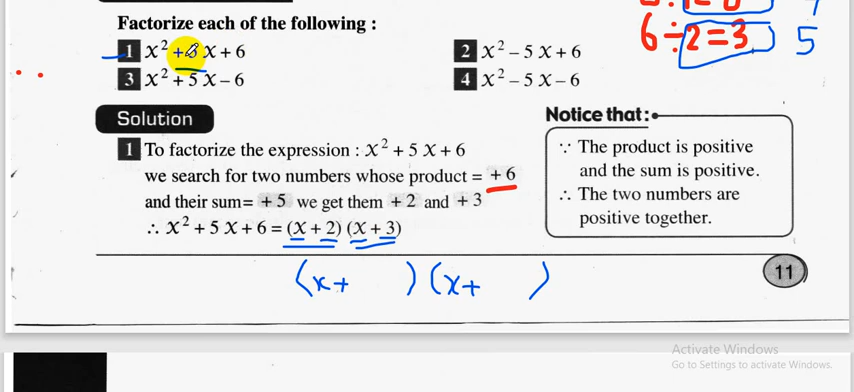 Factorize each of the following :
6 ÷ 2 = 3 5
1 x² + 5 x + 6 2 x² − 5 x + 6
3 x² + 5 x − 6 4 x² − 5 x − 6
Solution
Notice that :
1 To factorize the expression : x² + 5 x + 6
we search for two numbers whose product = + 6
and their sum= + 5 we get them + 2 and + 3
∴ x² + 5 x + 6 = (x + 2) (x + 3)
∵ The product is positive
and the sum is positive.
∴ The two numbers are
positive together.
(x + ) (x + )
11
Activate Windows
Go to Settings to activate Windows.